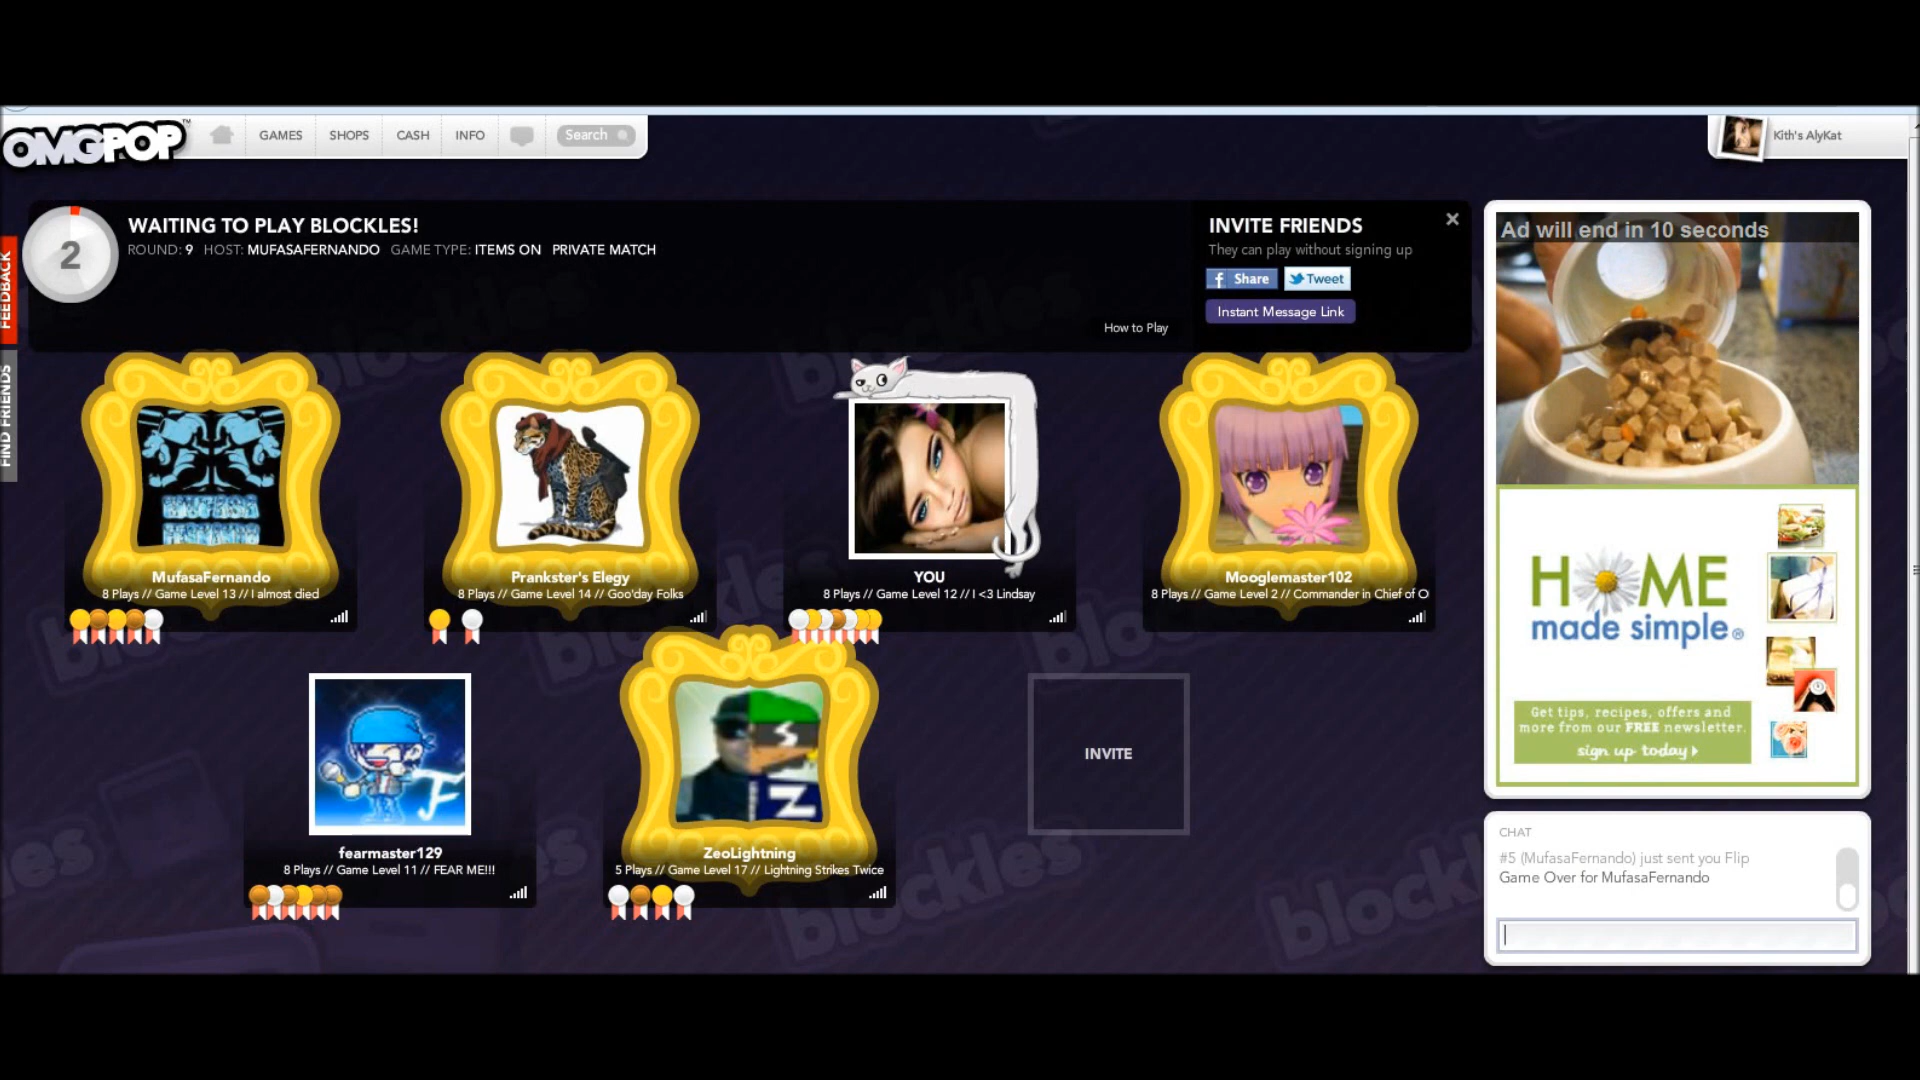 OMGPOP™
GAMES
SHOPS
CASH
INFO
Search
Kith's AlyKat
FEEDBACK
FIND FRIENDS
2
WAITING TO PLAY BLOCKLES!
ROUND: 9 HOST: MUFASAFERNANDO GAME TYPE: ITEMS ON PRIVATE MATCH
How to Play
INVITE FRIENDS
They can play without signing up
Share
Tweet
Instant Message Link
MufasaFernando
8 Plays // Game Level 13 // I almost died
Prankster's Elegy
8 Plays // Game Level 14 // Goo'day Folks
YOU
8 Plays // Game Level 12 // I <3 Lindsay
Mooglemaster102
8 Plays // Game Level 2 // Commander in Chief of O
fearmaster129
8 Plays // Game Level 11 // FEAR ME!!!
ZeoLightning
5 Plays // Game Level 17 // Lightning Strikes Twice
INVITE
Ad will end in 10 seconds
HOME
made simple®
Get tips, recipes, offers and
more from our FREE newsletter.
sign up today
CHAT
#5 (MufasaFernando) just sent you Flip
Game Over for MufasaFernando
blockles